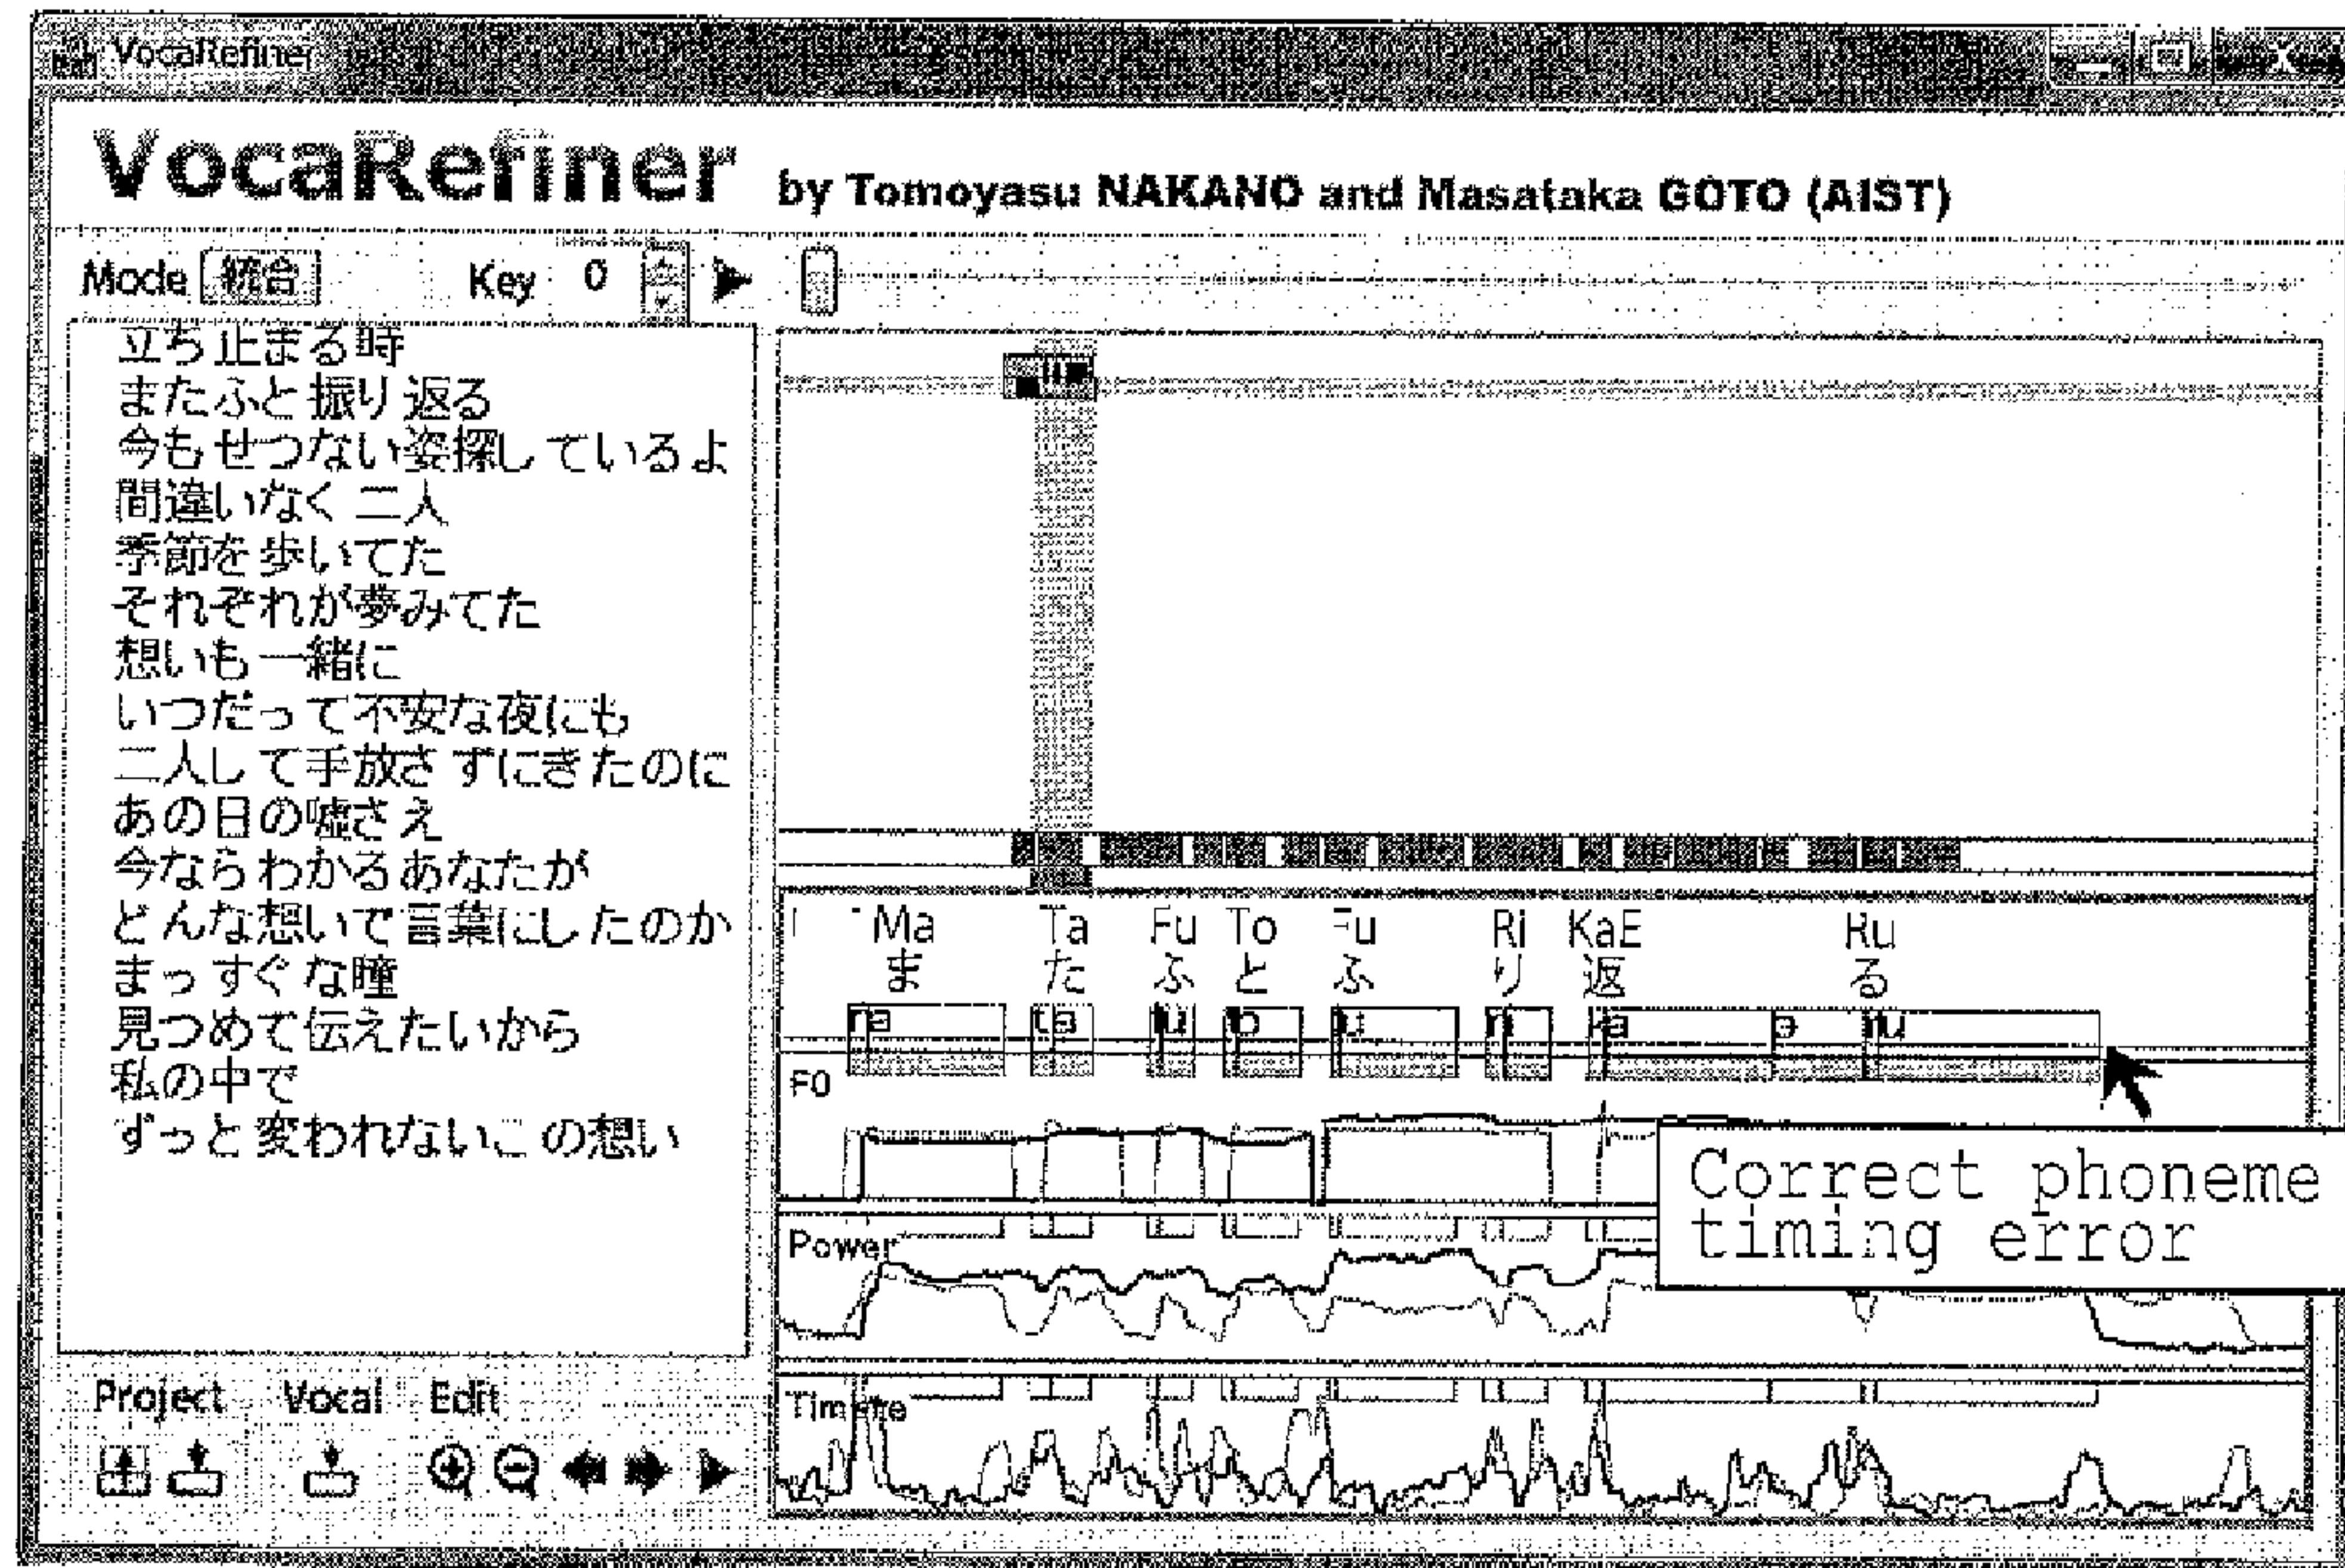 VocaRefiner
VocaRefiner by Tomoyasu NAKANO and Masataka GOTO (AIST)
Mode 統合 Key 0
立ち止まる時
またふと振り返る
今もせつない姿探しているよ
間違いなく二人
季節を歩いてた
それぞれが夢みてた
想いも一緒に
いつだって不安な夜にも
二人して手放さずにきたのに
あの日の嘘さえ
今ならわかるあなたが
どんな想いで言葉にしたのか
まっすぐな瞳
見つめて伝えたいから
私の中で
ずっと変われないこの想い
Project Vocal Edit
Ma Ta Fu To Fu Ri KaE Ru
ま た ふ と ふ り 返 る
ta ka ru
F0
Power
Correct phoneme
timing error